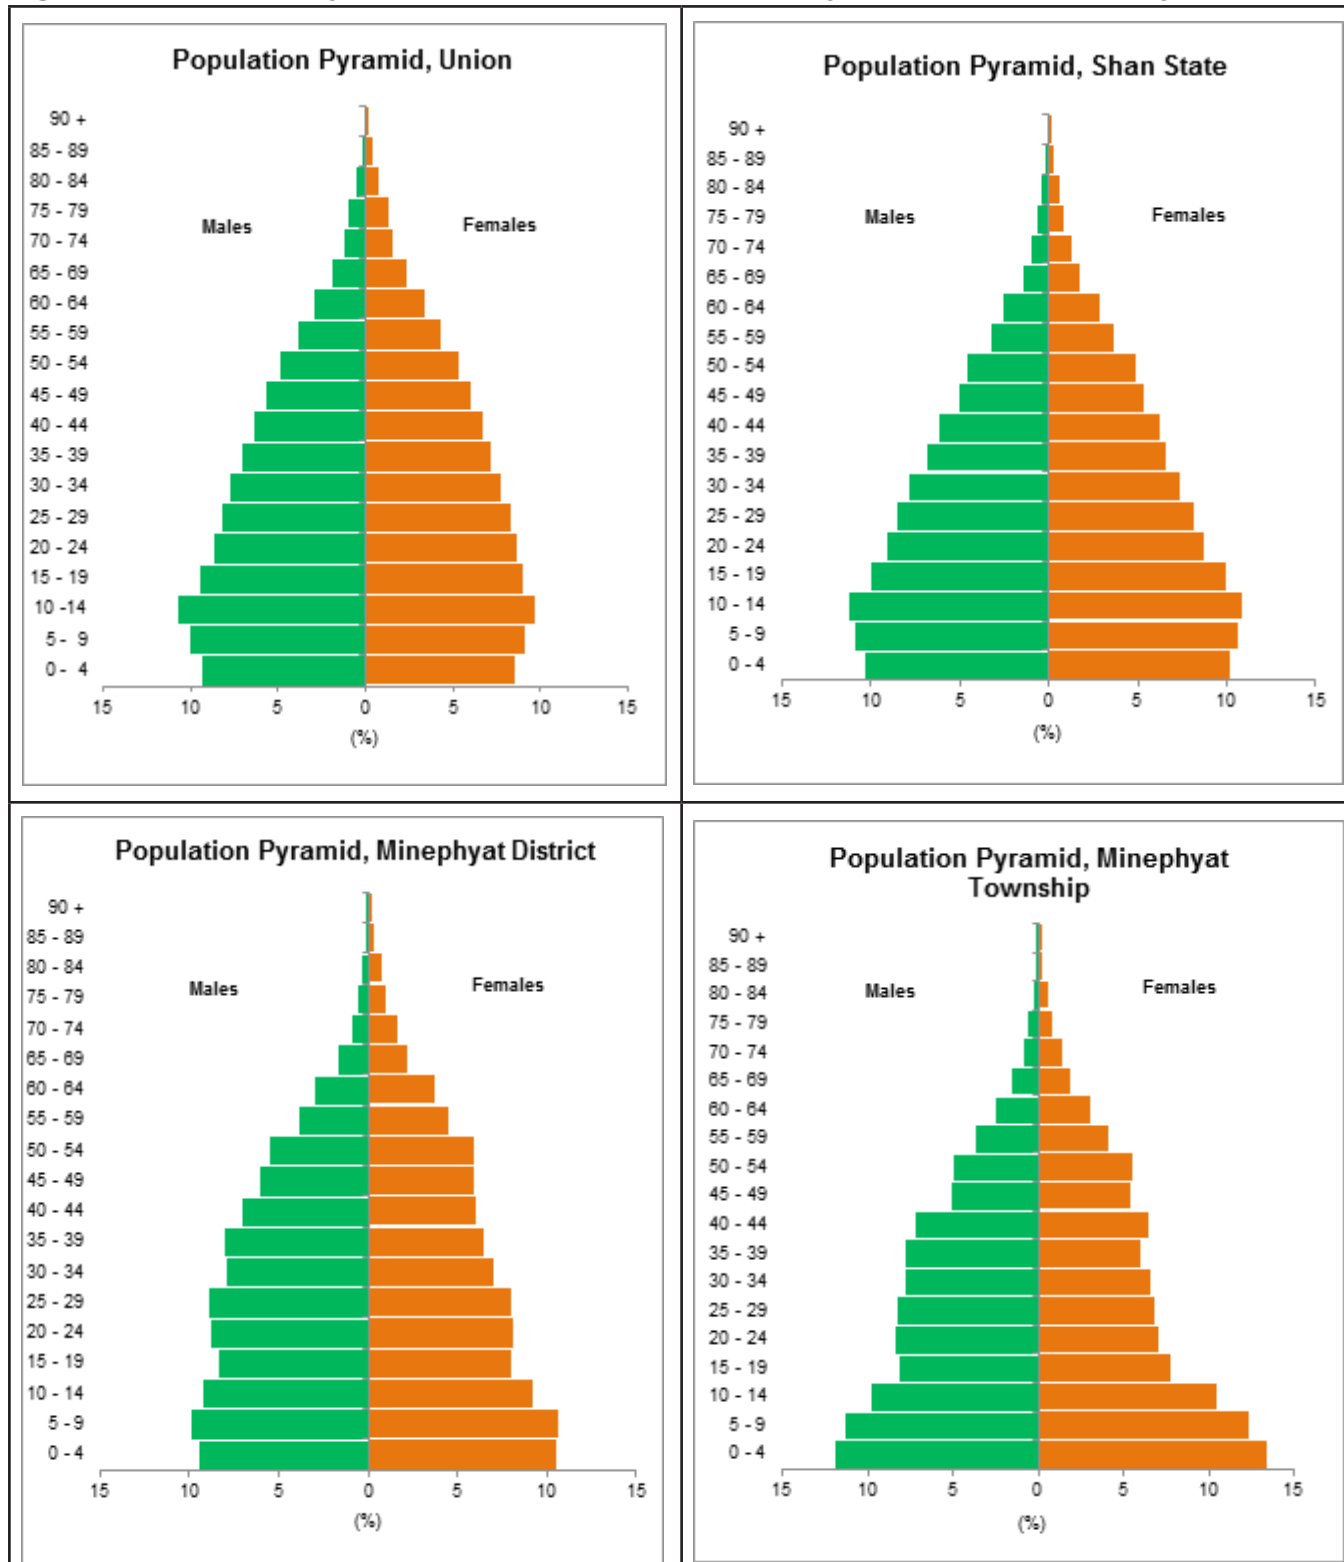 Population Pyramid, Union
90 +
85 - 89
80 - 84
75 - 79
70 - 74
65 - 69
60 - 64
55 - 59
50 - 54
45 - 49
40 - 44
35 - 39
30 - 34
25 - 29
20 - 24
15 - 19
10 -14
5 - 9
0 - 4
Males
Females
15 10 5 0 5 10 15
(%)
Population Pyramid, Shan State
90 +
85 - 89
80 - 84
75 - 79
70 - 74
65 - 69
60 - 64
55 - 59
50 - 54
45 - 49
40 - 44
35 - 39
30 - 34
25 - 29
20 - 24
15 - 19
10 - 14
5 - 9
0 - 4
Males
Females
15 10 5 0 5 10 15
(%)
Population Pyramid, Minephyat District
90 +
85 - 89
80 - 84
75 - 79
70 - 74
65 - 69
60 - 64
55 - 59
50 - 54
45 - 49
40 - 44
35 - 39
30 - 34
25 - 29
20 - 24
15 - 19
10 - 14
5 - 9
0 - 4
Males
Females
15 10 5 0 5 10 15
(%)
Population Pyramid, Minephyat
Township
90 +
85 - 89
80 - 84
75 - 79
70 - 74
65 - 69
60 - 64
55 - 59
50 - 54
45 - 49
40 - 44
35 - 39
30 - 34
25 - 29
20 - 24
15 - 19
10 - 14
5 - 9
0 - 4
Males
Females
15 10 5 0 5 10 15
(%)